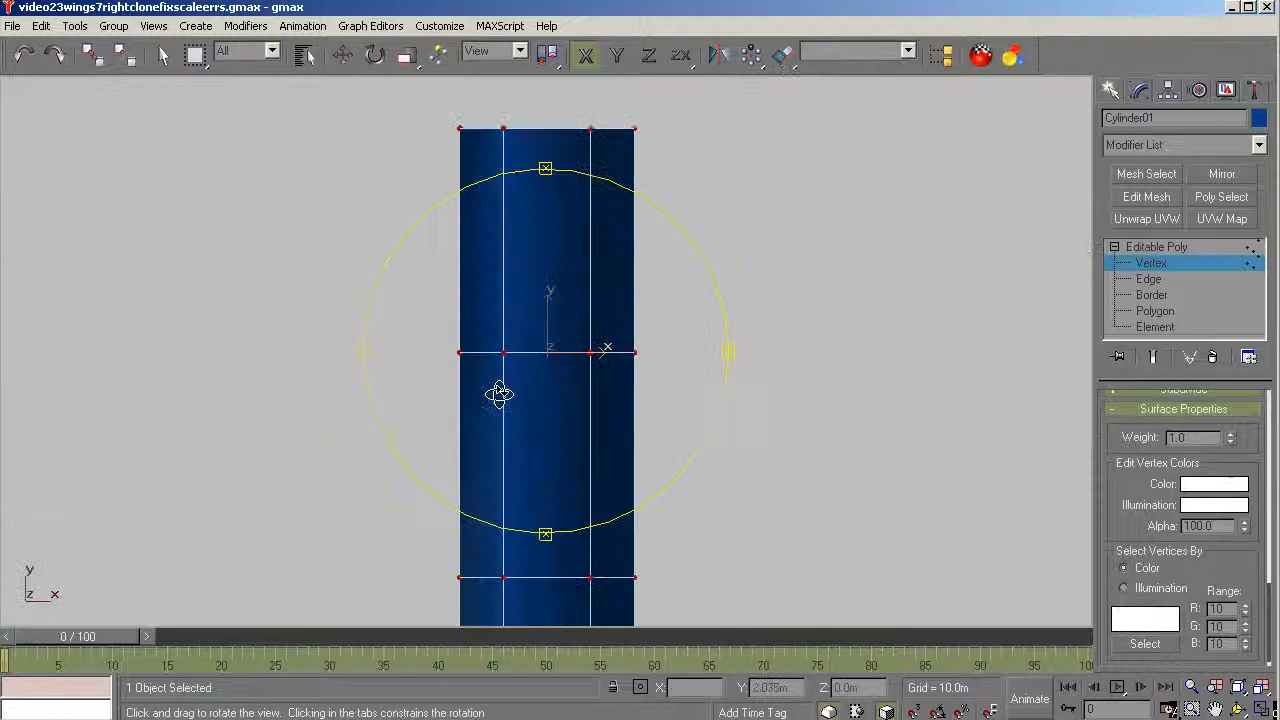 video23wings7rightclonefixscaleerrs.gmax - gmax
File Edit Tools Group Views Create Modifiers Animation Graph Editors Customize MAXScript Help
All View X Y Z ZX
Cylinder01
Modifier List
Mesh Select Mirror
Edit Mesh Poly Select
Unwrap UVW UVW Map
Editable Poly
Vertex
Edge
Border
Polygon
Element
Surface Properties
Weight: 1.0
Edit Vertex Colors
Color:
Illumination:
Alpha: 100.0
Select Vertices By
Color
Illumination Range:
R: 10
G: 10
Select B: 10
y
z x
y
z x
0 / 100
5 10 15 20 25 30 35 40 45 50 55 60 65 70 75 80 85 90 95 100
1 Object Selected X: Y: 2.039m Z: 0.0m Grid = 10.0m Animate
Click and drag to rotate the view. Clicking in the tabs constrains the rotation Add Time Tag 0